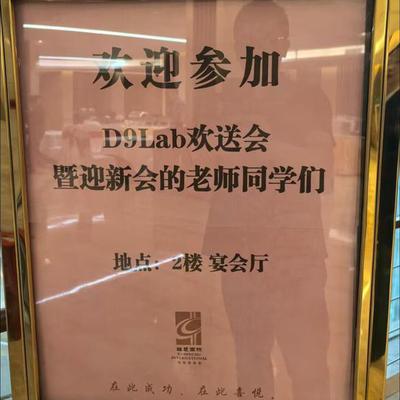 欢迎参加
D9Lab欢送会
暨迎新会的老师同学们
地点：2楼 宴会厅
INTERNATIONAL
在此成功，在此喜悦。